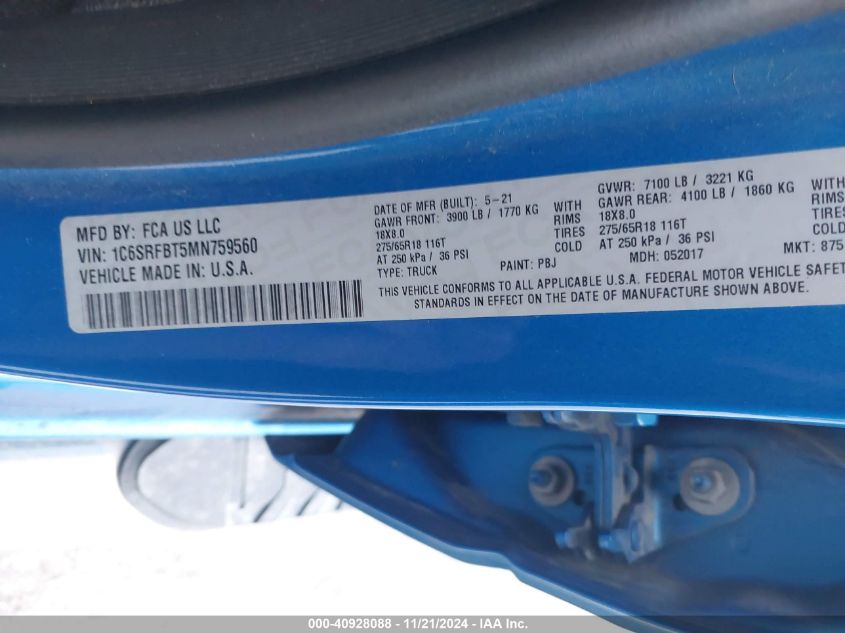 MFD BY: FCA US LLC
VIN: 1C6SRFBT5MN759560
VEHICLE MADE IN: U.S.A.
DATE OF MFR (BUILT): 5-21
GAWR FRONT: 3900 LB / 1770 KG WITH
18X8.0 RIMS
275/65R18 116T TIRES
AT 250 kPa / 36 PSI COLD
TYPE: TRUCK PAINT: PBJ
GVWR: 7100 LB / 3221 KG
GAWR REAR: 4100 LB / 1860 KG WITH
18X8.0 RIMS
275/65R18 116T TIRES
AT 250 kPa / 36 PSI COLD
MDH: 052017 MKT: 875
THIS VEHICLE CONFORMS TO ALL APPLICABLE U.S.A. FEDERAL MOTOR VEHICLE SAFET
STANDARDS IN EFFECT ON THE DATE OF MANUFACTURE SHOWN ABOVE.
000-40928088 - 11/21/2024 - IAA Inc.